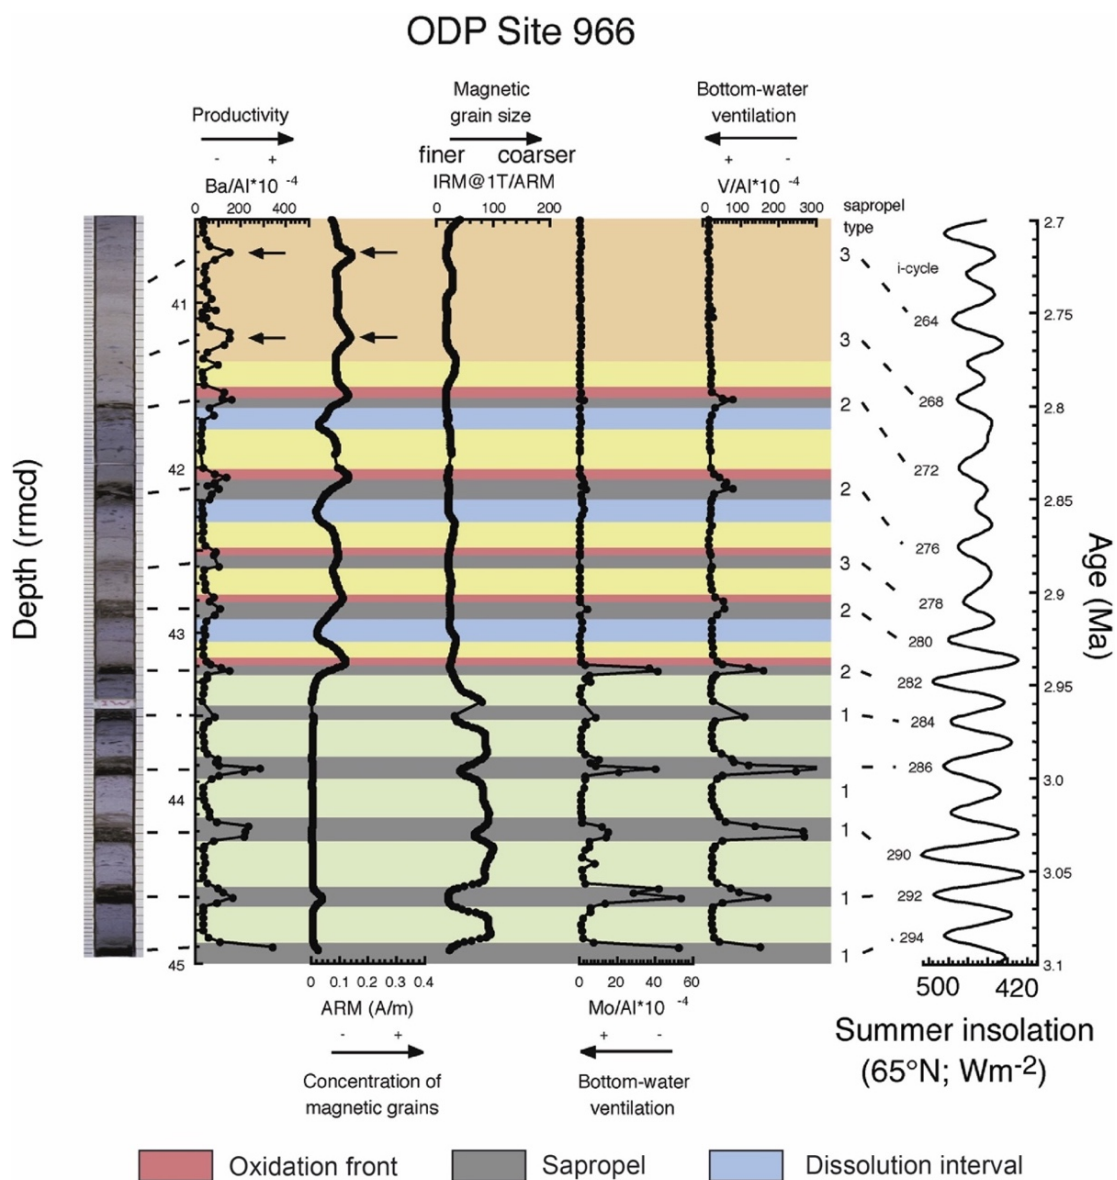 ODP Site 966
Productivity
- +
Ba/Al*10 -4
0 200 400
Magnetic
grain size
finer coarser
IRM@1T/ARM
0 100 200
Bottom-water
ventilation
+ -
V/Al*10 -4
0 100 200 300
sapropel
type
3
3
2
2
3
2
2
1
1
1
1
1
i-cycle
264
268
272
276
278
280
282
284
286
290
292
294
Depth (rmcd)
41
42
43
44
45
2.7
2.75
2.8
2.85
2.9
2.95
3.0
3.05
3.1
Age (Ma)
0 0.1 0.2 0.3 0.4
ARM (A/m)
- +
Concentration of
magnetic grains
0 20 40 60
Mo/Al*10 -4
+ -
Bottom-water
ventilation
500 420
Summer insolation
(65°N; Wm-2)
Oxidation front
Sapropel
Dissolution interval